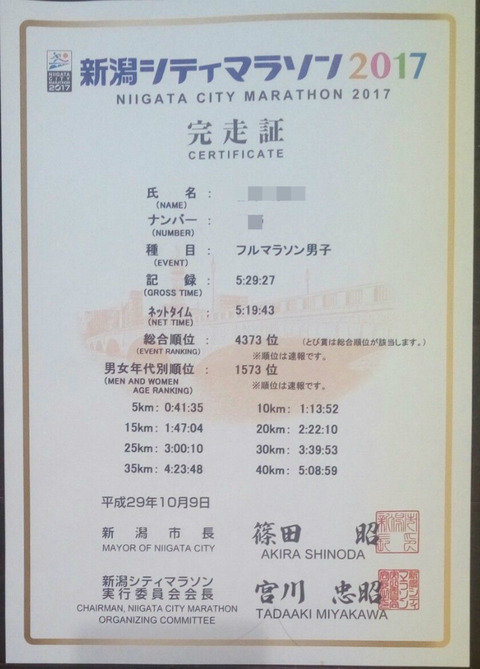 NIIGATA
CITY
2017
新潟シティマラソン2017
NIIGATA CITY MARATHON 2017
完走証
CERTIFICATE
氏 名 :
(NAME)
ナンバー :
(NUMBER)
種 目 : フルマラソン男子
(EVENT)
記 録 : 5:29:27
(GROSS TIME)
ネットタイム : 5:19:43
(NET TIME)
総合順位 : 4373 位 (とび賞は総合順位が該当します。)
(EVENT RANKING) ※順位は速報です。
男女年代別順位 : 1573 位
(MEN AND WOMEN ※順位は速報です。
AGE RANKING)
5km: 0:41:35 10km: 1:13:52
15km: 1:47:04 20km: 2:22:10
25km: 3:00:10 30km: 3:39:53
35km: 4:23:48 40km: 5:08:59
平成29年10月9日
新潟市長 篠田 昭
MAYOR OF NIIGATA CITY AKIRA SHINODA
新潟シティマラソン
実行委員会会長 宮川 忠昭
CHAIRMAN, NIIGATA CITY MARATHON TADAAKI MIYAKAWA
ORGANIZING COMMITTEE